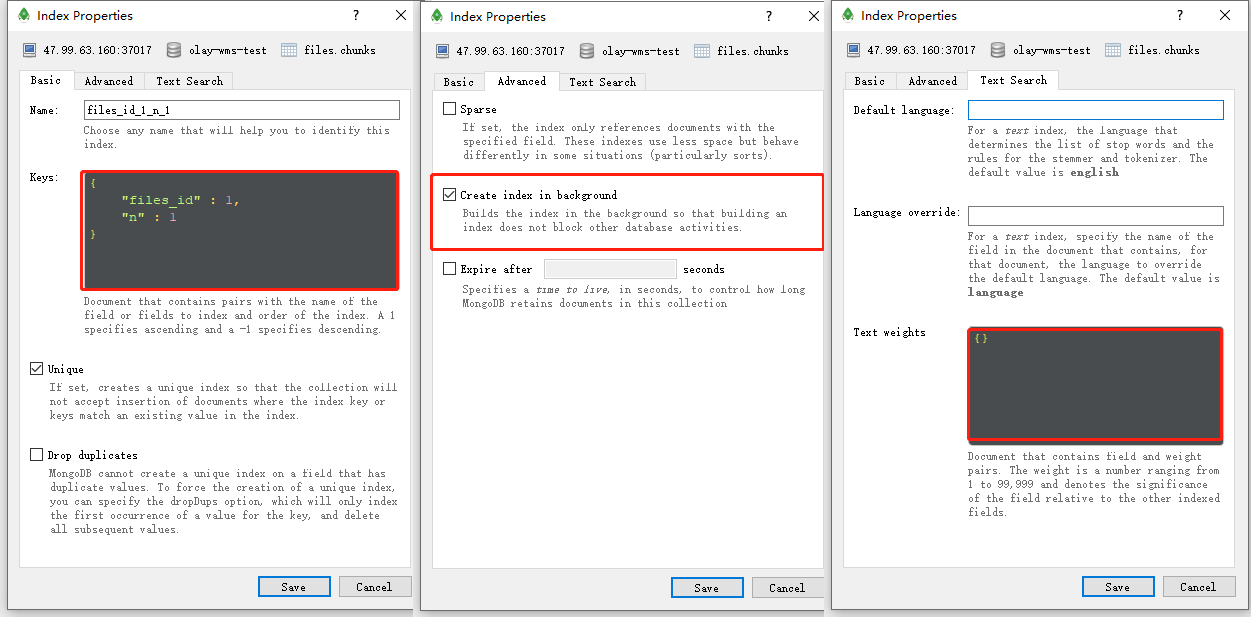 Index Properties
?
47.99.63.160:37017 olay-wms-test files.chunks
Basic Advanced Text Search
Name: files_id_1_n_1
Choose any name that will help you to identify this
index.
Keys:
{
"files_id" : 1,
"n" : 1
}
Document that contains pairs with the name of the
field or fields to index and order of the index. A 1
specifies ascending and a -1 specifies descending.
Unique
If set, creates a unique index so that the collection will
not accept insertion of documents where the index key or
keys match an existing value in the index.
Drop duplicates
MongoDB cannot create a unique index on a field that has
duplicate values. To force the creation of a unique index,
you can specify the dropDups option, which will only index
the first occurrence of a value for the key, and delete
all subsequent values.
Save Cancel
Index Properties
?
47.99.63.160:37017 olay-wms-test files.chunks
Basic Advanced Text Search
Sparse
If set, the index only references documents with the
specified field. These indexes use less space but behave
differently in some situations (particularly sorts).
Create index in background
Builds the index in the background so that building an
index does not block other database activities.
Expire after seconds
Specifies a time to live, in seconds, to control how long
MongoDB retains documents in this collection
Save Cancel
Index Properties
?
47.99.63.160:37017 olay-wms-test files.chunks
Basic Advanced Text Search
Default language:
For a text index, the language that
determines the list of stop words and the
rules for the stemmer and tokenizer. The
default value is english
Language override:
For a text index, specify the name of the
field in the document that contains, for
that document, the language to override
the default language. The default value is
language
Text weights
{}
Document that contains field and weight
pairs. The weight is a number ranging from
1 to 99,999 and denotes the significance
of the field relative to the other indexed
fields.
Save Cancel